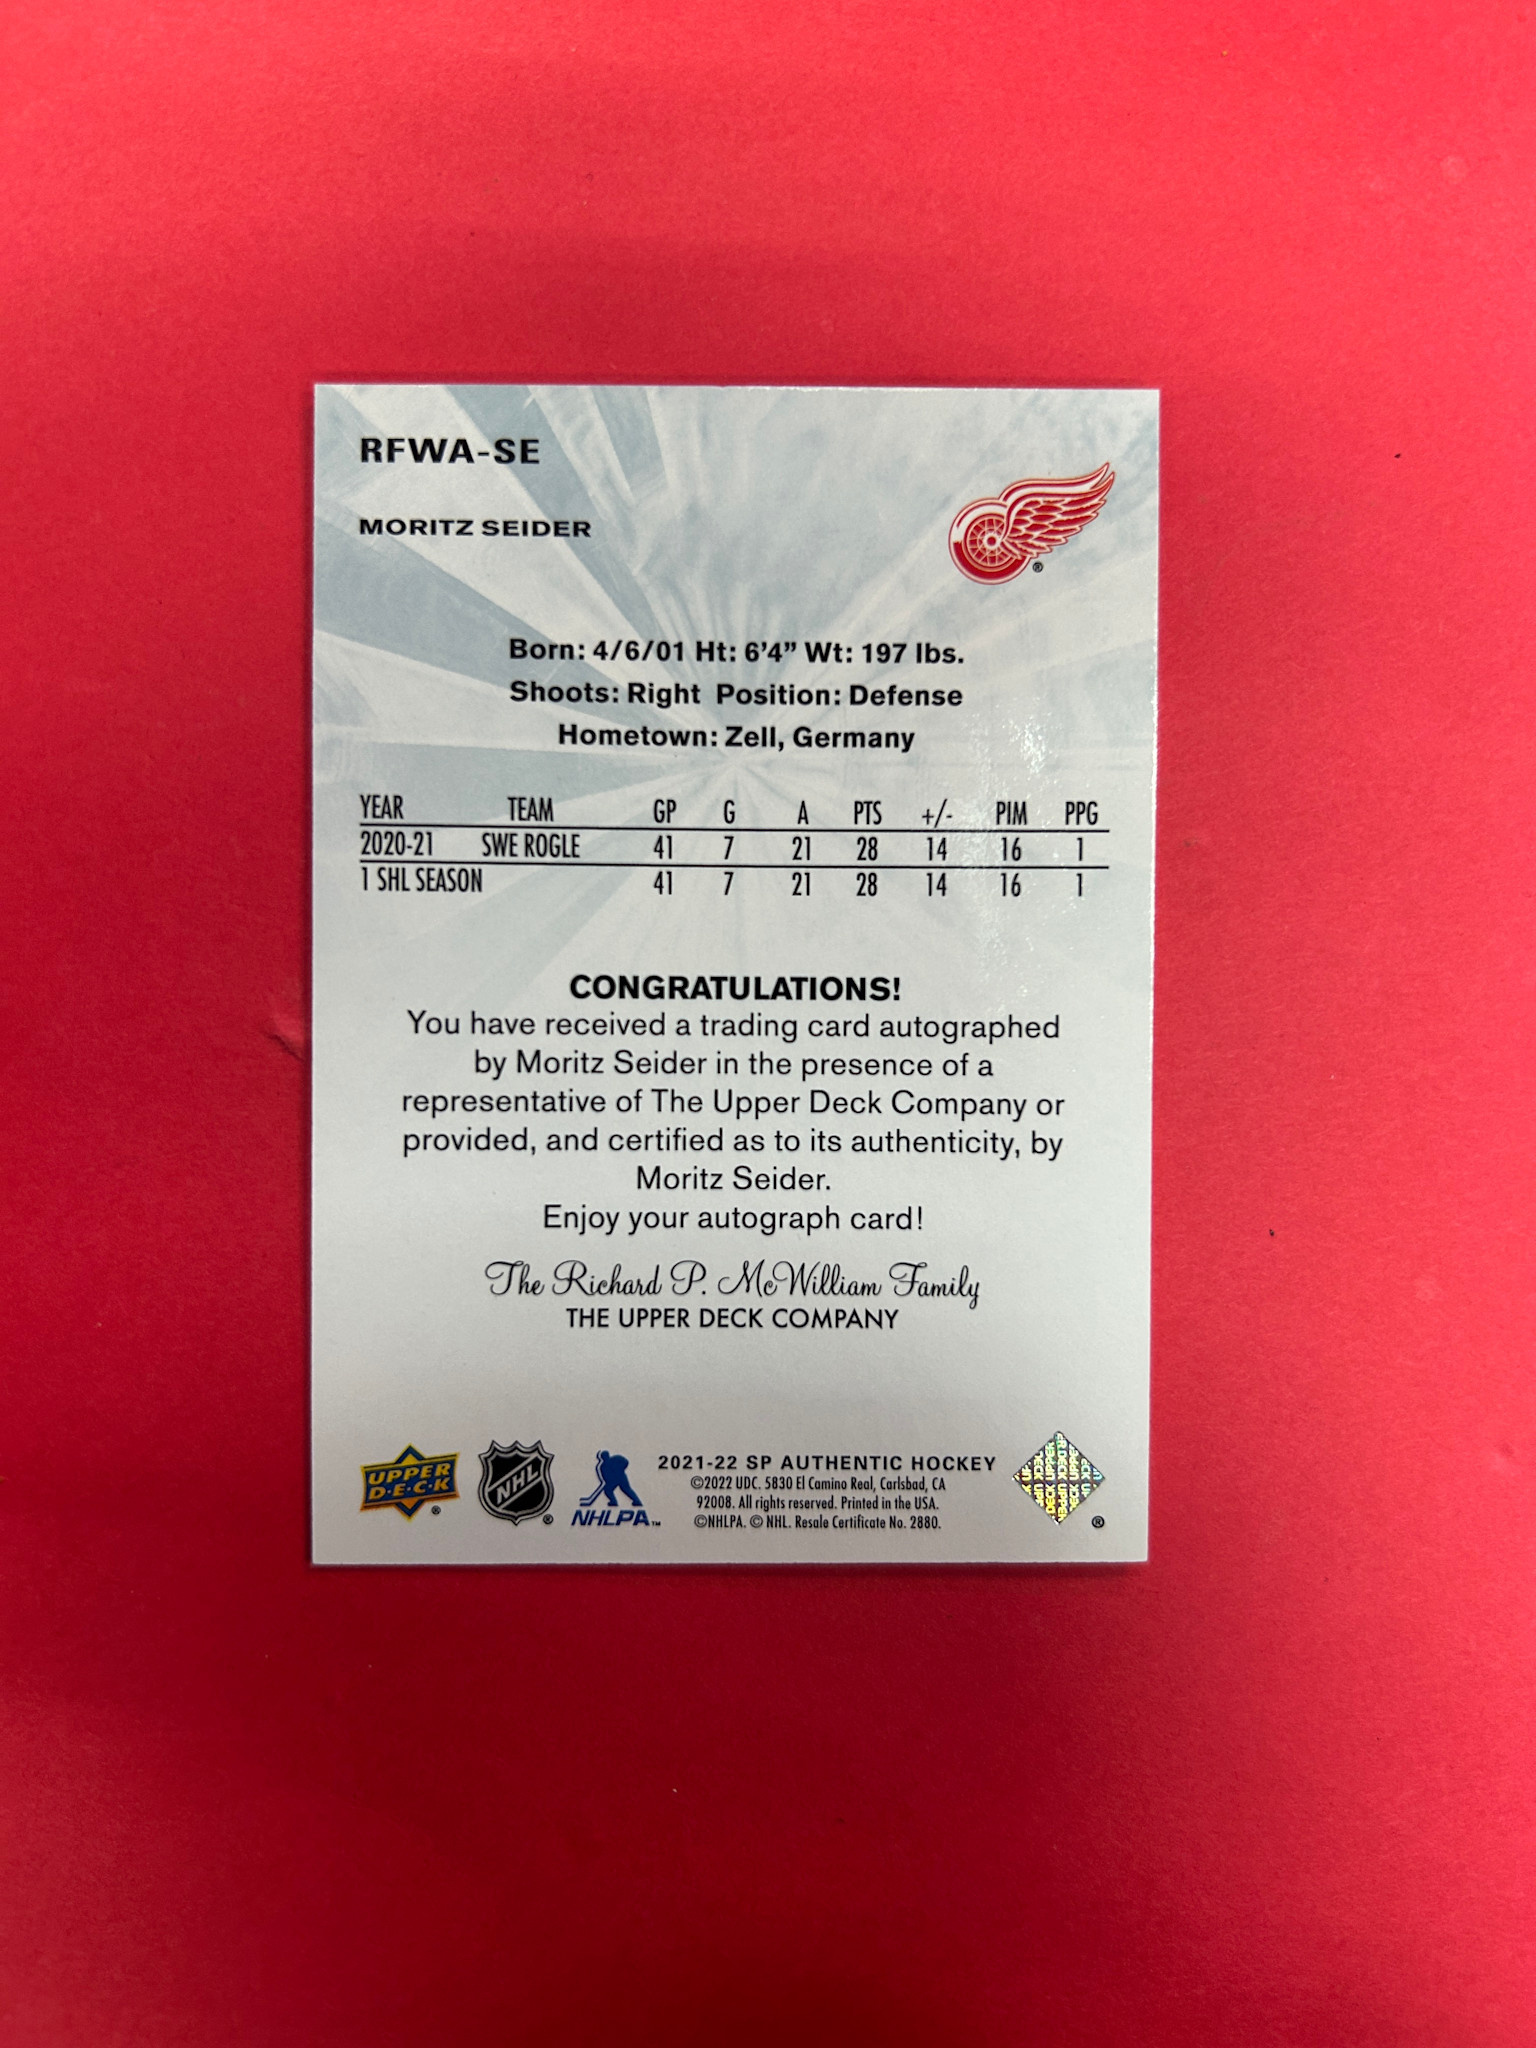 RFWA-SE
MORITZ SEIDER
Born: 4/6/01 Ht: 6'4” Wt: 197 lbs.
Shoots: Right Position: Defense
Hometown: Zell, Germany
YEAR TEAM GP G A PTS +/- PIM PPG
2020-21 SWE ROGLE 41 7 21 28 14 16 1
1 SHL SEASON 41 7 21 28 14 16 1
CONGRATULATIONS!
You have received a trading card autographed
by Moritz Seider in the presence of a
representative of The Upper Deck Company or
provided, and certified as to its authenticity, by
Moritz Seider.
Enjoy your autograph card!
The Richard P. McWilliam Family
THE UPPER DECK COMPANY
UPPER
D·E·C·K ®
NHL ®
NHLPA™
2021-22 SP AUTHENTIC HOCKEY
©2022 UDC. 5830 El Camino Real, Carlsbad, CA
92008. All rights reserved. Printed in the USA.
©NHLPA. © NHL. Resale Certificate No. 2880.
®